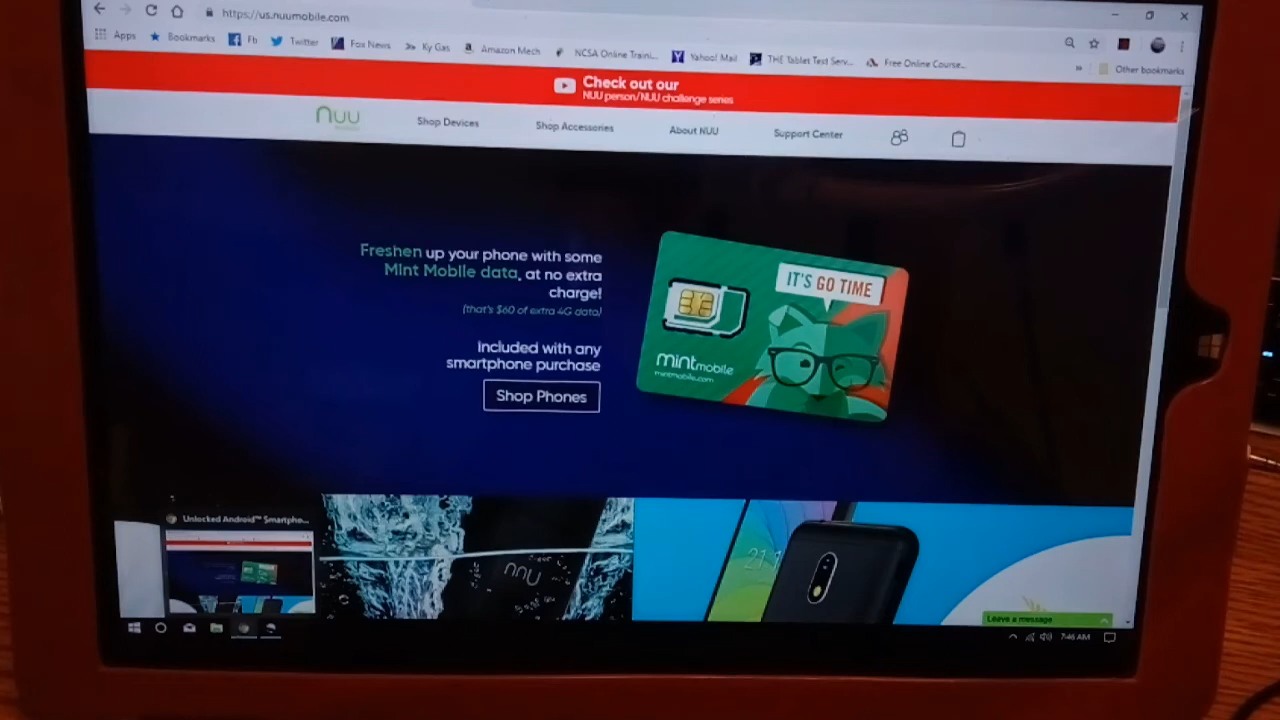 https://us.nuumobile.com
Apps Bookmarks Fb Twitter Fox News Ky Gas Amazon Mech NCSA Online Traini... Yahoo! Mail THE Tablet Test Serv... Free Online Course... » Other bookmarks
Check out our
NUU person/NUU challenge series
nuu
Shop Devices Shop Accessories About NUU Support Center
Freshen up your phone with some
Mint Mobile data, at no extra
charge!
(that's $60 of extra 4G data)
Included with any
smartphone purchase
Shop Phones
IT'S GO TIME
mintmobile
mintmobile.com
Unlocked Android™ Smartpho...
nuu
Leave a message
7:46 AM